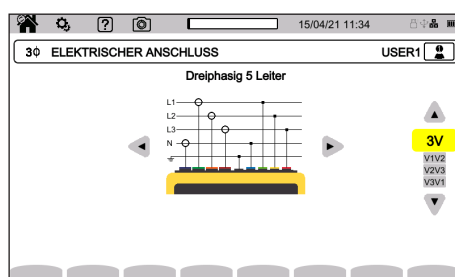 ?
15/04/21 11:34
3Φ ELEKTRISCHER ANSCHLUSS
USER1
Dreiphasig 5 Leiter
L1
L2
L3
N
3V
V1V2
V2V3
V3V1